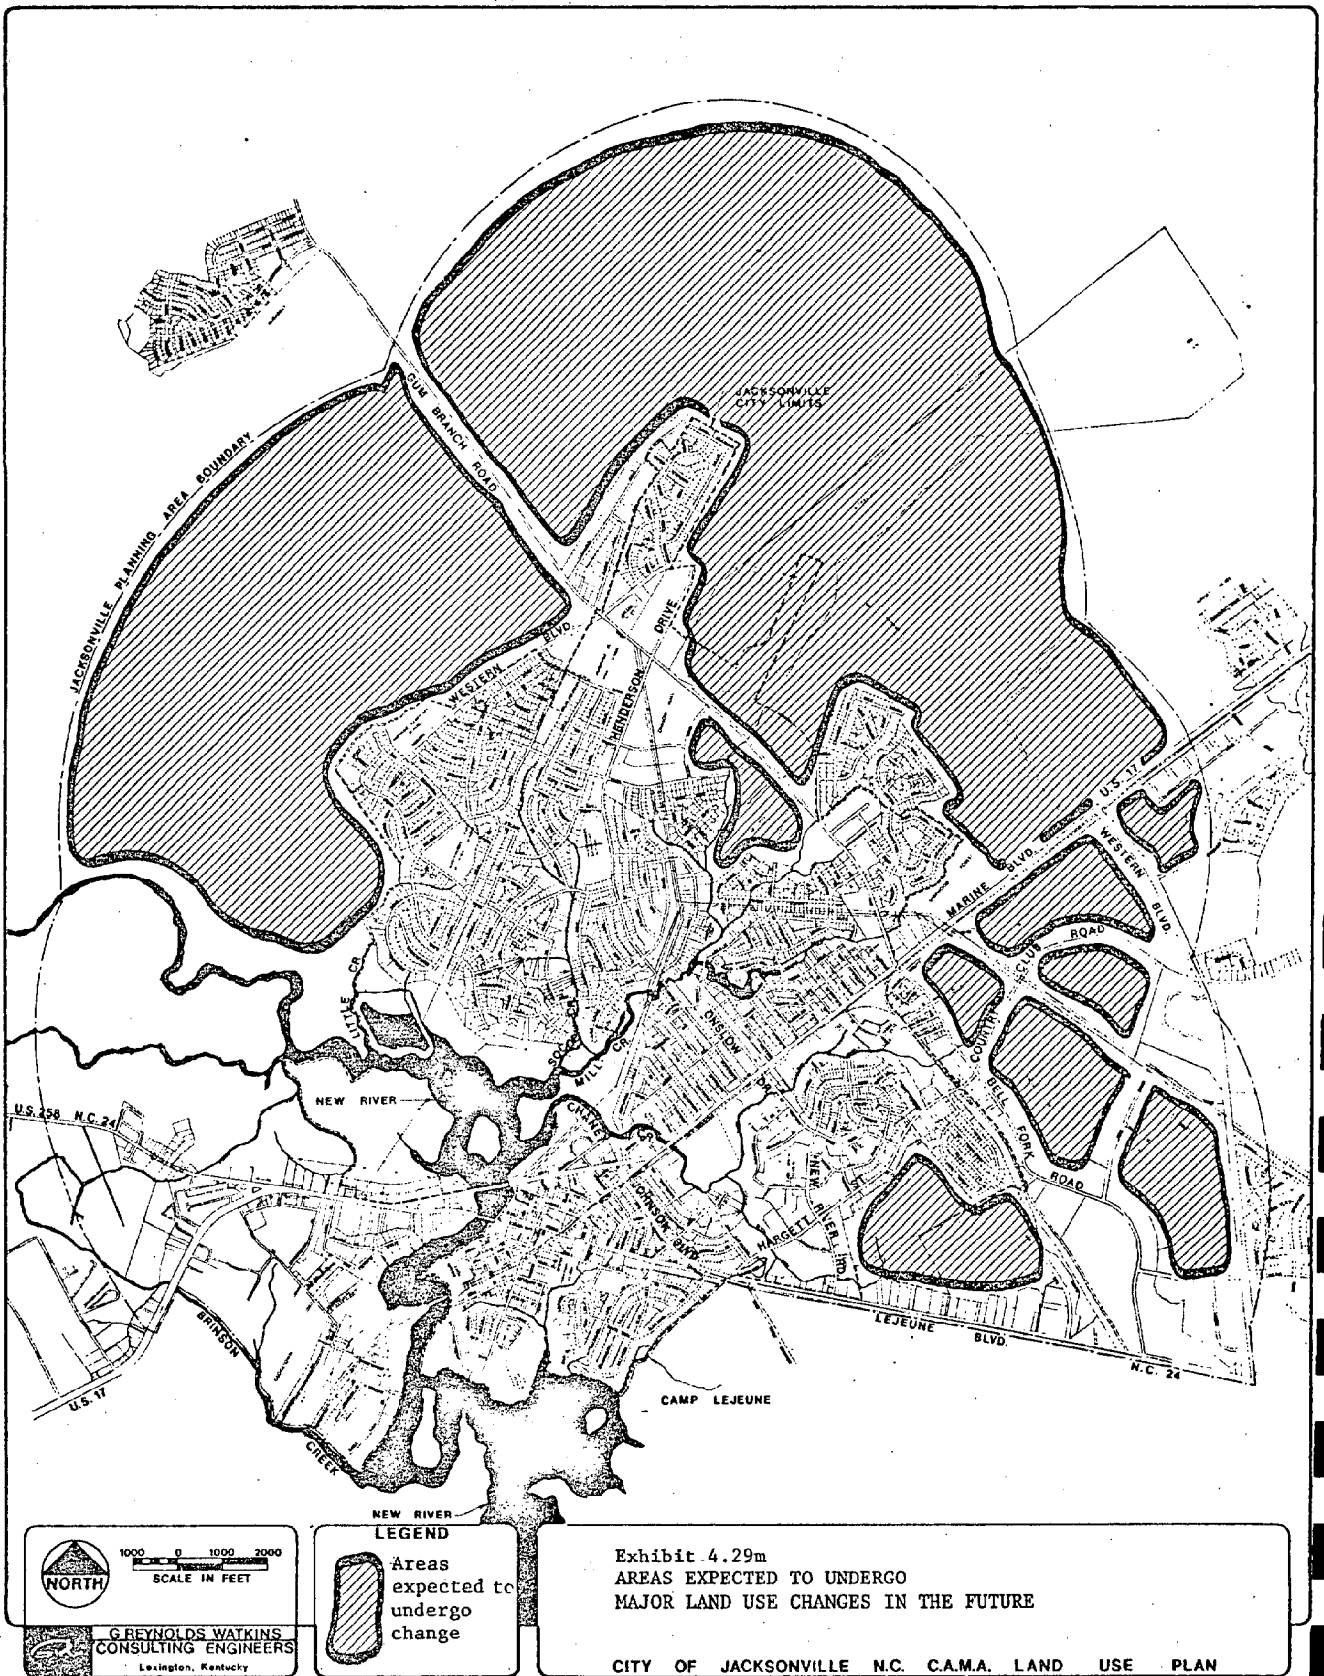 JACKSONVILLE
CITY LIMITS
GUM BRANCH ROAD
JACKSONVILLE PLANNING AREA BOUNDARY
WESTERN BLVD.
HENDERSON DRIVE
U.S. 17
MARINE BLVD.
WESTERN BLVD.
COUNTRY CLUB ROAD
LITTLE CR.
MILL CR.
ONSLOW DR.
NEW RIVER
U.S. 258 N.C. 24
CHANEY
BELL FORK ROAD
JOHNSON BLVD.
HARGETT ST.
NEW RIVER RD.
BRINSON CREEK
LEJEUNE BLVD.
N.C. 24
U.S. 17
CAMP LEJEUNE
NEW RIVER
NORTH
1000 0 1000 2000
SCALE IN FEET
G.REYNOLDS WATKINS
CONSULTING ENGINEERS
Lexington, Kentucky
LEGEND
Areas
expected to
undergo
change
Exhibit 4.29m
AREAS EXPECTED TO UNDERGO
MAJOR LAND USE CHANGES IN THE FUTURE
CITY OF JACKSONVILLE N.C. C.A.M.A. LAND USE PLAN